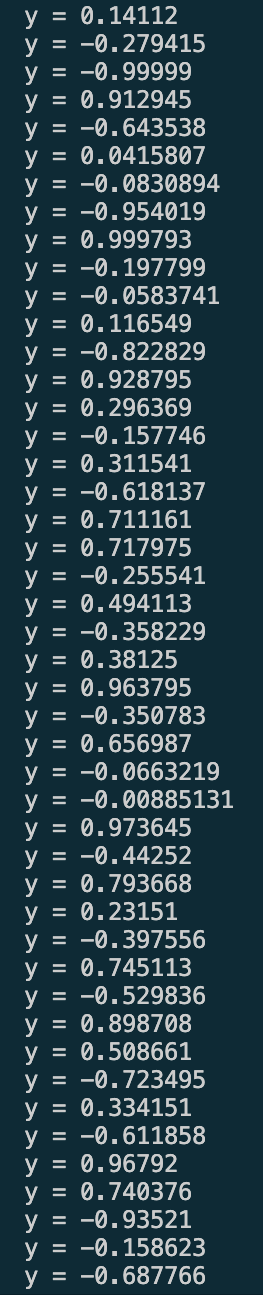 y = 0.14112
y = −0.279415
y = −0.99999
y = 0.912945
y = −0.643538
y = 0.0415807
y = −0.0830894
y = −0.954019
y = 0.999793
y = −0.197799
y = −0.0583741
y = 0.116549
y = −0.822829
y = 0.928795
y = 0.296369
y = −0.157746
y = 0.311541
y = −0.618137
y = 0.711161
y = 0.717975
y = −0.255541
y = 0.494113
y = −0.358229
y = 0.38125
y = 0.963795
y = −0.350783
y = 0.656987
y = −0.0663219
y = −0.00885131
y = 0.973645
y = −0.44252
y = 0.793668
y = 0.23151
y = −0.397556
y = 0.745113
y = −0.529836
y = 0.898708
y = 0.508661
y = −0.723495
y = 0.334151
y = −0.611858
y = 0.96792
y = 0.740376
y = −0.93521
y = −0.158623
y = −0.687766